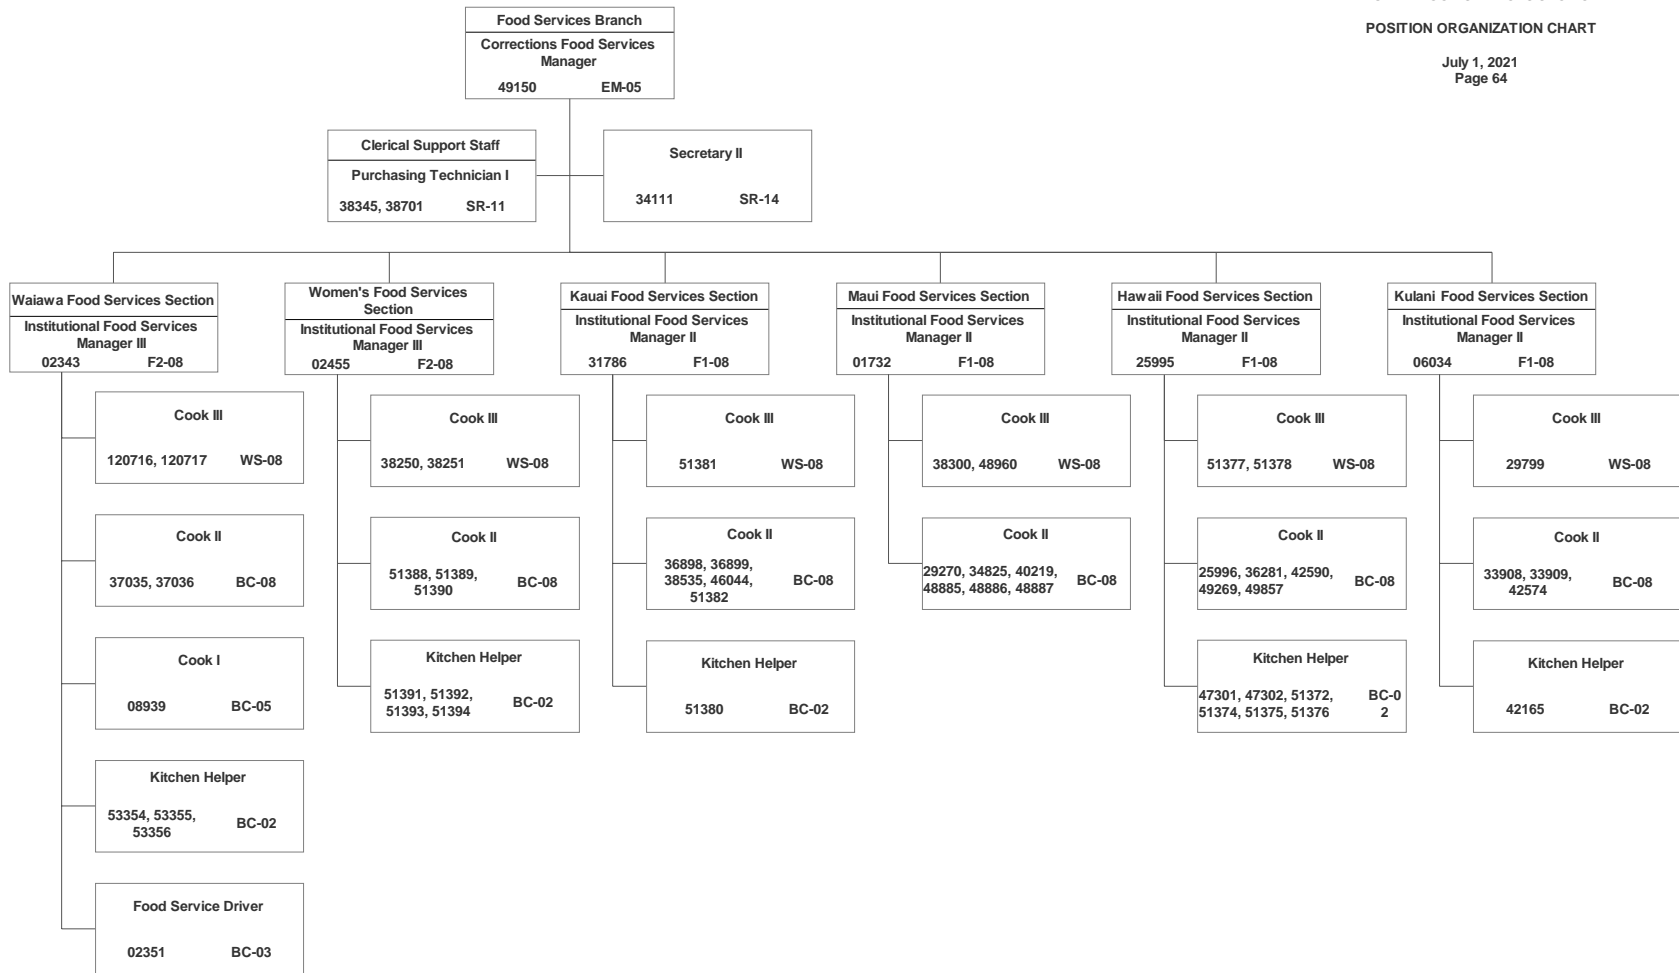 POSITION ORGANIZATION CHART
July 1, 2021
Page 64
Food Services Branch
Corrections Food Services
Manager
49150 EM-05
Clerical Support Staff
Purchasing Technician I
38345, 38701 SR-11
Secretary II
34111 SR-14
Waiawa Food Services Section
Institutional Food Services
Manager III
02343 F2-08
Cook III
120716, 120717 WS-08
Cook II
37035, 37036 BC-08
Cook I
08939 BC-05
Kitchen Helper
53354, 53355,
53356
BC-02
Food Service Driver
02351 BC-03
Women's Food Services
Section
Institutional Food Services
Manager III
02455 F2-08
Cook III
38250, 38251 WS-08
Cook II
51388, 51389,
51390
BC-08
Kitchen Helper
51391, 51392,
51393, 51394
BC-02
Kauai Food Services Section
Institutional Food Services
Manager II
31786 F1-08
Cook III
51381 WS-08
Cook II
36898, 36899,
38535, 46044,
51382
BC-08
Kitchen Helper
51380 BC-02
Maui Food Services Section
Institutional Food Services
Manager II
01732 F1-08
Cook III
38300, 48960 WS-08
Cook II
29270, 34825, 40219,
48885, 48886, 48887
BC-08
Hawaii Food Services Section
Institutional Food Services
Manager II
25995 F1-08
Cook III
51377, 51378 WS-08
Cook II
25996, 36281, 42590,
49269, 49857
BC-08
Kitchen Helper
47301, 47302, 51372,
51374, 51375, 51376
BC-0
2
Kulani Food Services Section
Institutional Food Services
Manager II
06034 F1-08
Cook III
29799 WS-08
Cook II
33908, 33909,
42574
BC-08
Kitchen Helper
42165 BC-02